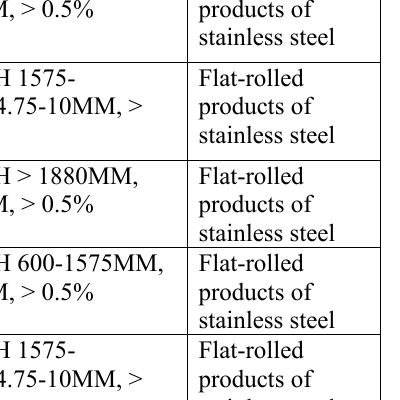 M, > 0.5%
products of
stainless steel
H 1575-
4.75-10MM, >
Flat-rolled
products of
stainless steel
H > 1880MM,
M, > 0.5%
Flat-rolled
products of
stainless steel
H 600-1575MM,
M, > 0.5%
Flat-rolled
products of
stainless steel
H 1575-
4.75-10MM, >
Flat-rolled
products of